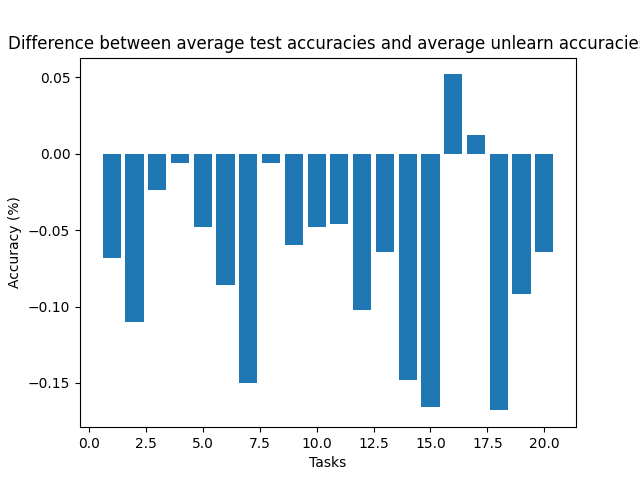 Difference between average test accuracies and average unlearn accuracies
0.05
0.00
−0.05
−0.10
−0.15
Accuracy (%)
0.0 2.5 5.0 7.5 10.0 12.5 15.0 17.5 20.0
Tasks